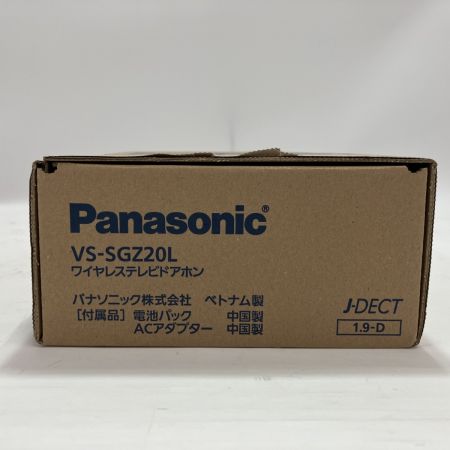 Panasonic®
VS-SGZ20L
ワイヤレステレビドアホン
パナソニック株式会社 ベトナム製
[付属品] 電池パック 中国製
ACアダプター 中国製
J-DECT
1.9-D